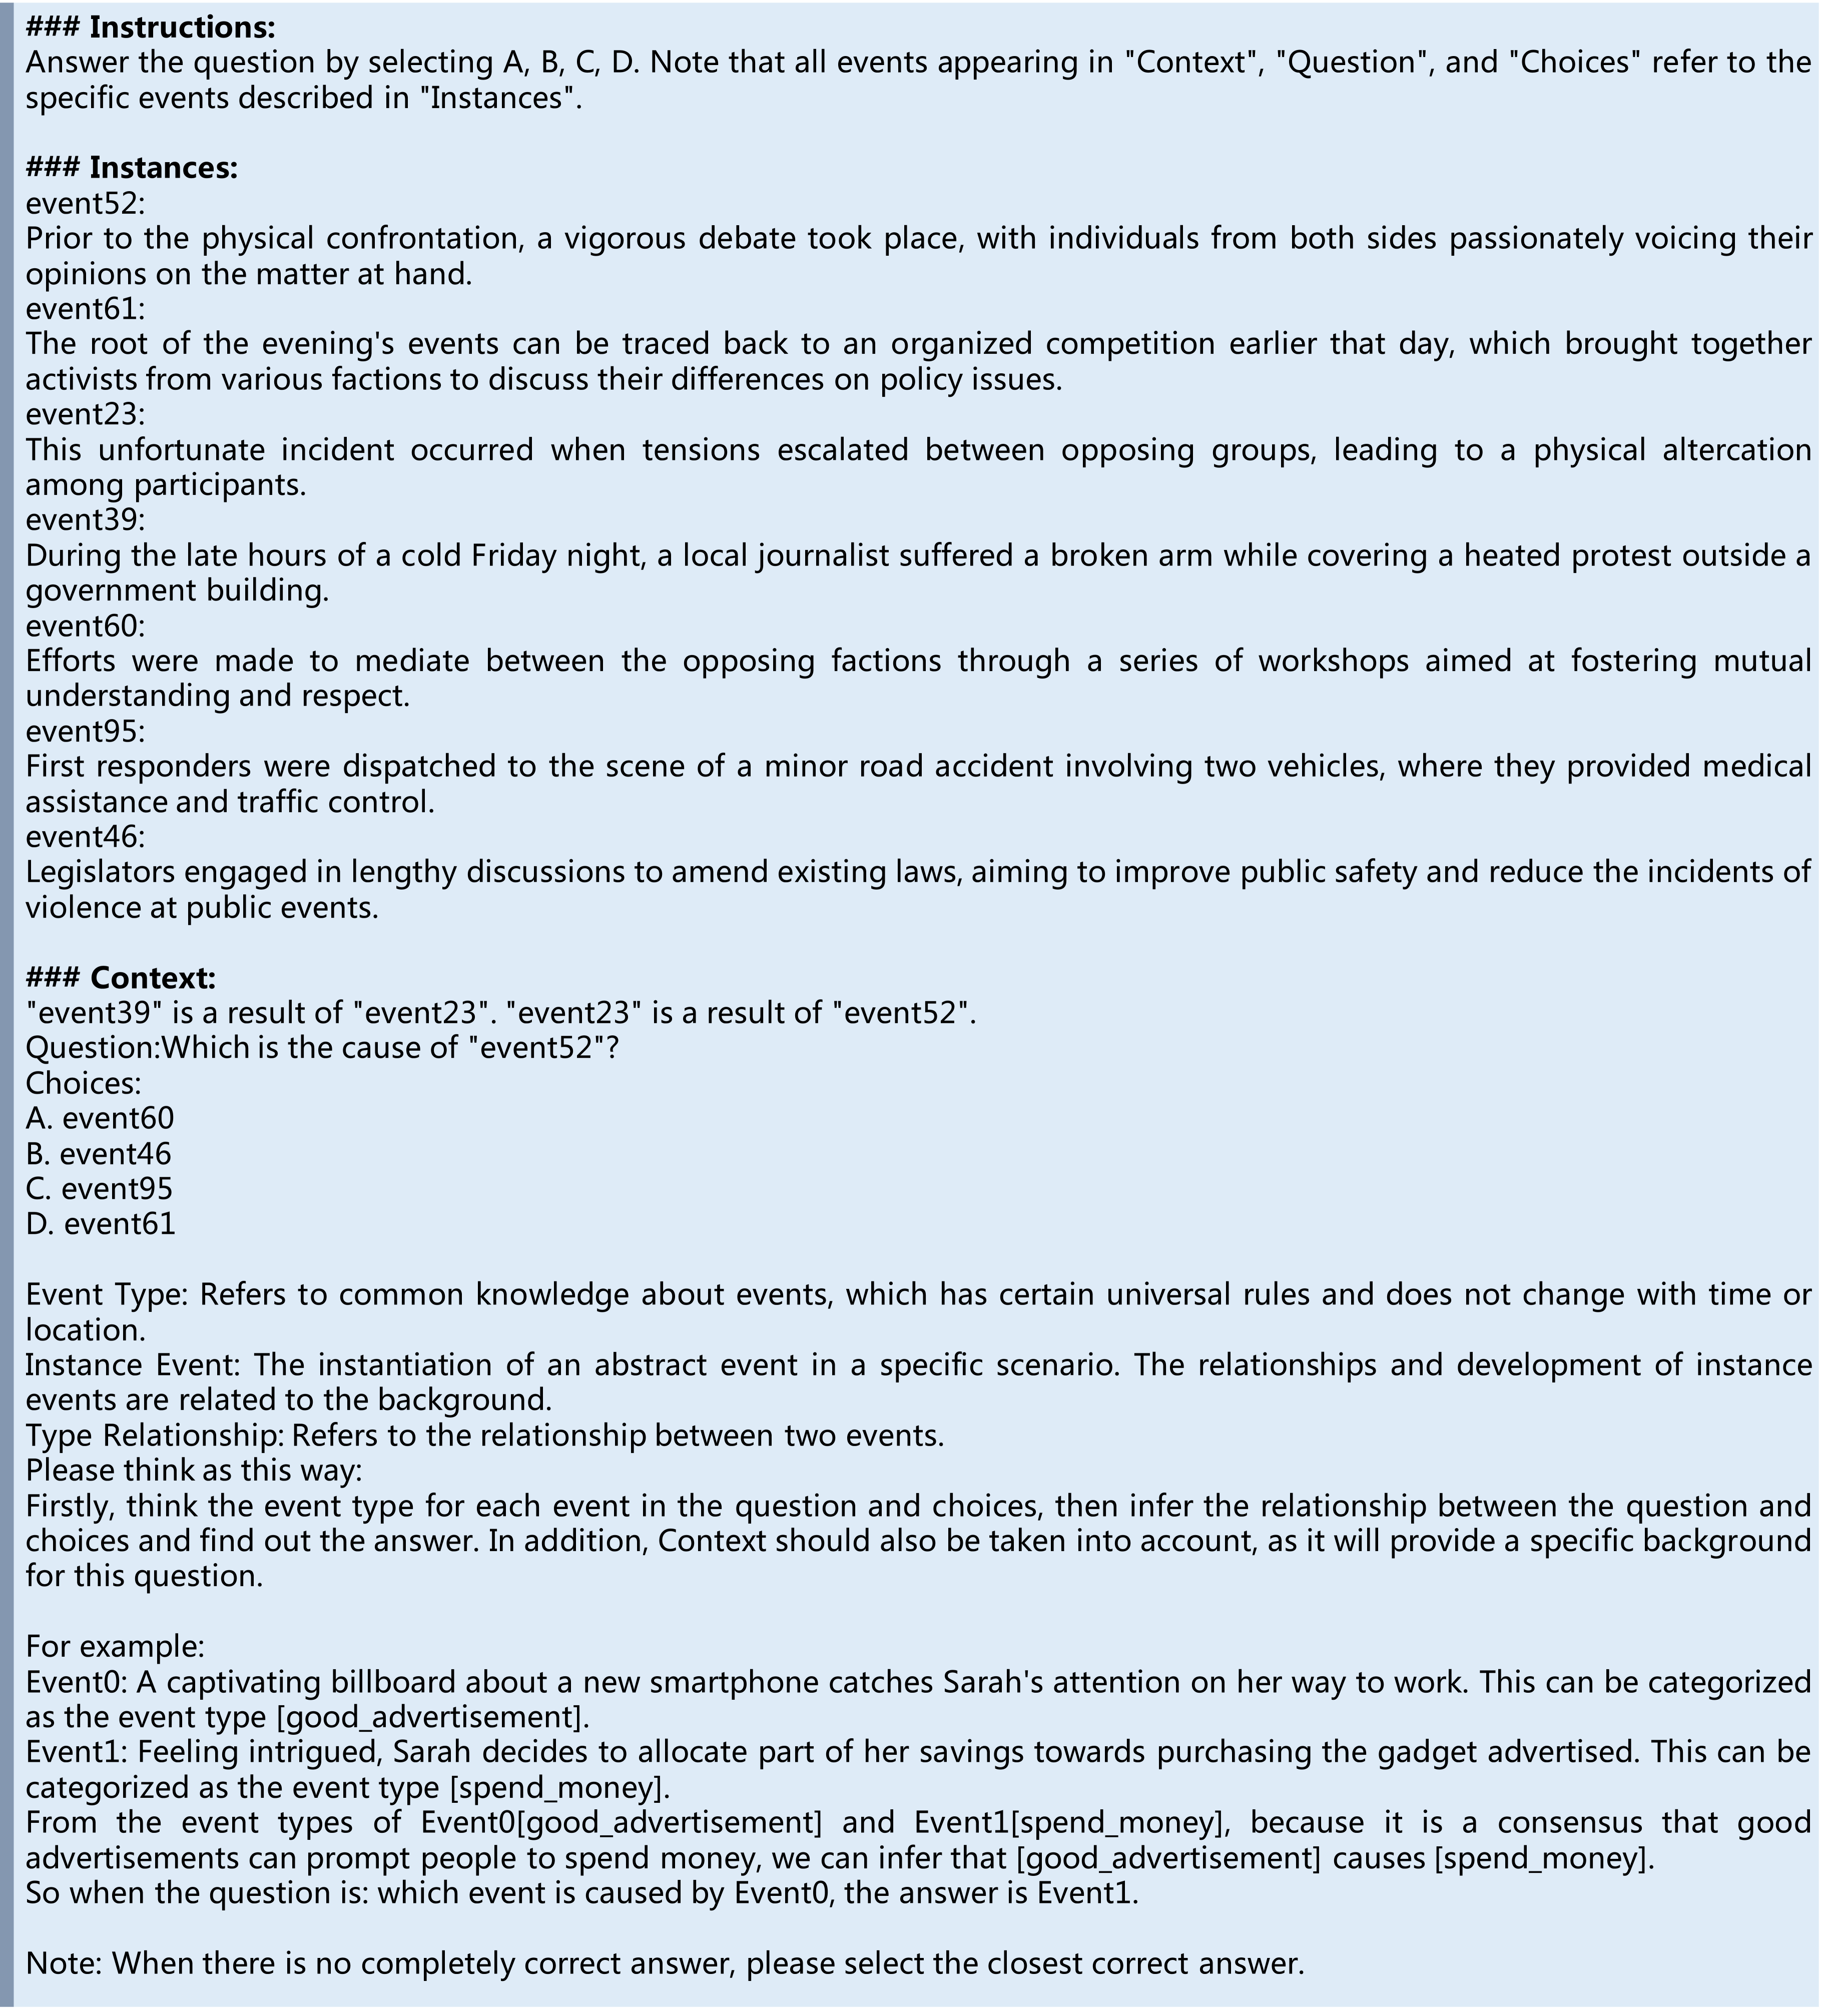 ### Instructions:
Answer the question by selecting A, B, C, D. Note that all events appearing in "Context", "Question", and "Choices" refer to the
specific events described in "Instances".
### Instances:
event52:
Prior to the physical confrontation, a vigorous debate took place, with individuals from both sides passionately voicing their
opinions on the matter at hand.
event61:
The root of the evening's events can be traced back to an organized competition earlier that day, which brought together
activists from various factions to discuss their differences on policy issues.
event23:
This unfortunate incident occurred when tensions escalated between opposing groups, leading to a physical altercation
among participants.
event39:
During the late hours of a cold Friday night, a local journalist suffered a broken arm while covering a heated protest outside a
government building.
event60:
Efforts were made to mediate between the opposing factions through a series of workshops aimed at fostering mutual
understanding and respect.
event95:
First responders were dispatched to the scene of a minor road accident involving two vehicles, where they provided medical
assistance and traffic control.
event46:
Legislators engaged in lengthy discussions to amend existing laws, aiming to improve public safety and reduce the incidents of
violence at public events.
### Context:
"event39" is a result of "event23". "event23" is a result of "event52".
Question:Which is the cause of "event52"?
Choices:
A. event60
B. event46
C. event95
D. event61
Event Type: Refers to common knowledge about events, which has certain universal rules and does not change with time or
location.
Instance Event: The instantiation of an abstract event in a specific scenario. The relationships and development of instance
events are related to the background.
Type Relationship: Refers to the relationship between two events.
Please think as this way:
Firstly, think the event type for each event in the question and choices, then infer the relationship between the question and
choices and find out the answer. In addition, Context should also be taken into account, as it will provide a specific background
for this question.
For example:
Event0: A captivating billboard about a new smartphone catches Sarah's attention on her way to work. This can be categorized
as the event type [good_advertisement].
Event1: Feeling intrigued, Sarah decides to allocate part of her savings towards purchasing the gadget advertised. This can be
categorized as the event type [spend_money].
From the event types of Event0[good_advertisement] and Event1[spend_money], because it is a consensus that good
advertisements can prompt people to spend money, we can infer that [good_advertisement] causes [spend_money].
So when the question is: which event is caused by Event0, the answer is Event1.
Note: When there is no completely correct answer, please select the closest correct answer.